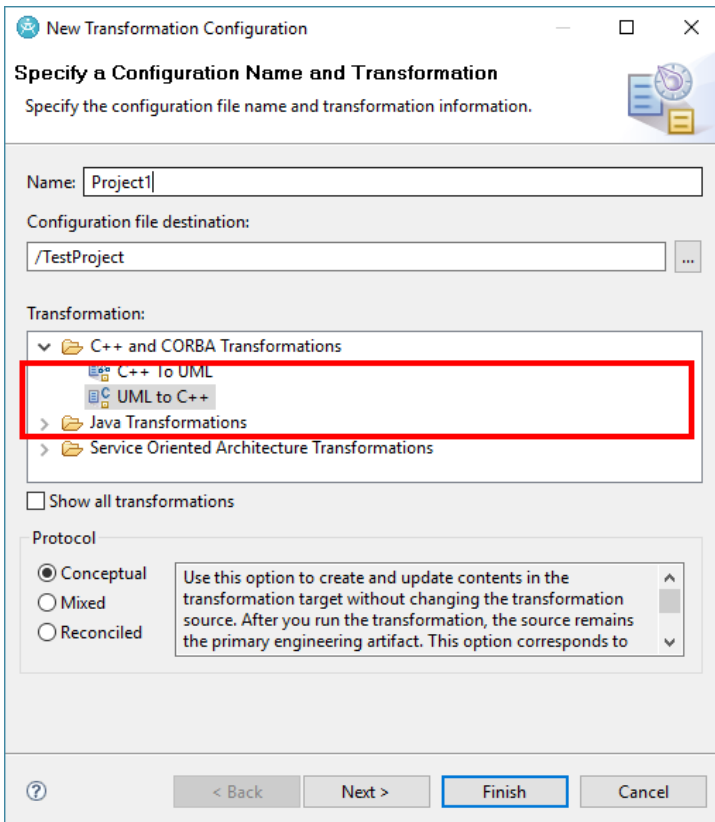 New Transformation Configuration
Specify a Configuration Name and Transformation
Specify the configuration file name and transformation information.
Name: Project1
Configuration file destination:
/TestProject
...
Transformation:
C++ and CORBA Transformations
C++ To UML
UML to C++
Java Transformations
Service Oriented Architecture Transformations
Show all transformations
Protocol
Conceptual
Mixed
Reconciled
Use this option to create and update contents in the
transformation target without changing the transformation
source. After you run the transformation, the source remains
the primary engineering artifact. This option corresponds to
? < Back Next > Finish Cancel